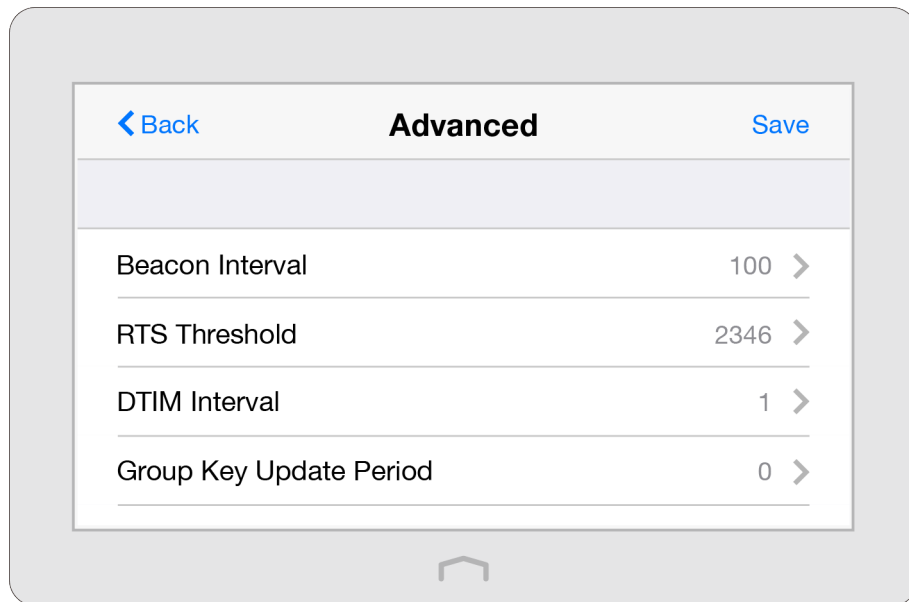 Back Advanced Save
Beacon Interval 100
RTS Threshold 2346
DTIM Interval 1
Group Key Update Period 0